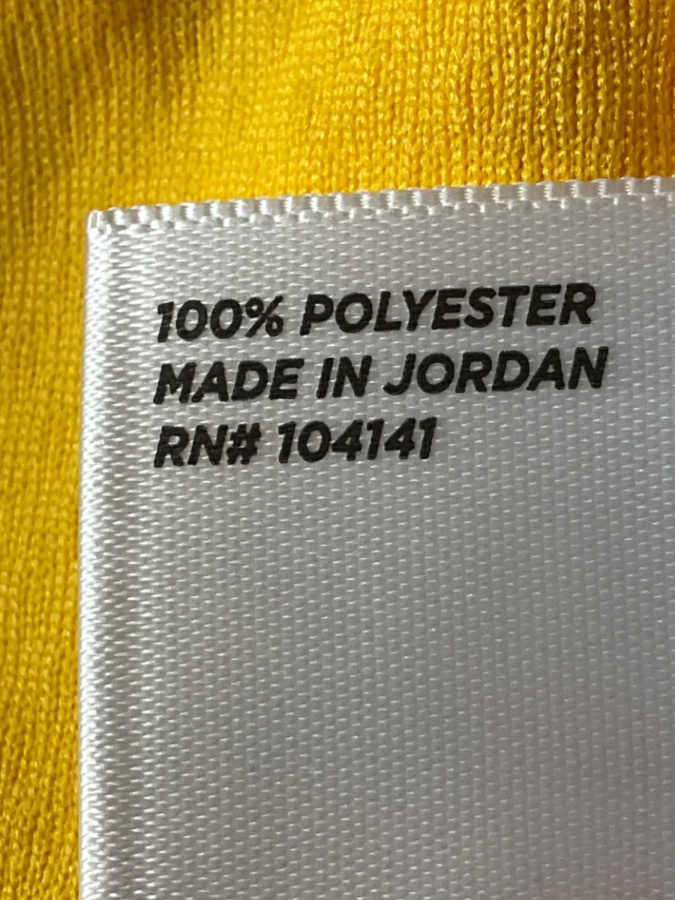 100% POLYESTER
MADE IN JORDAN
RN# 104141